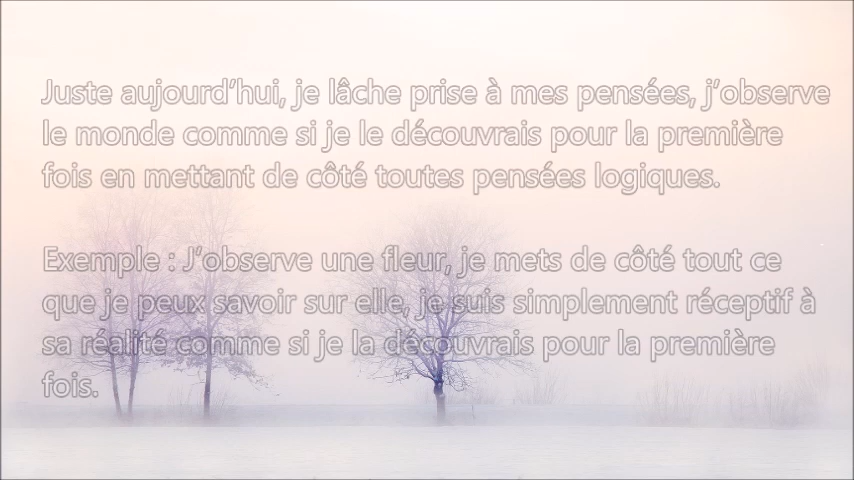 Juste aujourd’hui, je lâche prise à mes pensées, j’observe
le monde comme si je le découvrais pour la première
fois en mettant de côté toutes pensées logiques.
Exemple : J’observe une fleur, je mets de côté tout ce
que je peux savoir sur elle, je suis simplement réceptif à
sa réalité comme si je la découvrais pour la première
fois.